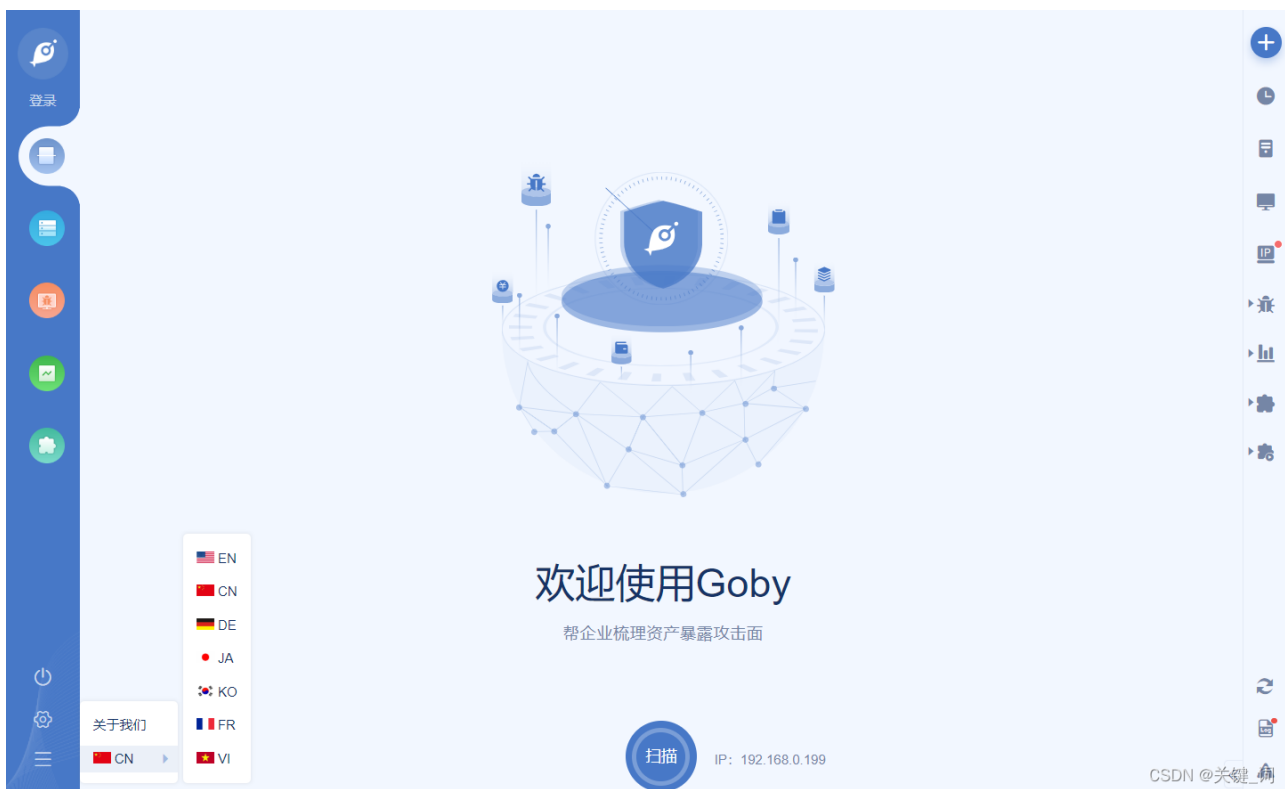 登录
EN
CN
DE
JA
KO
FR
VI
关于我们
CN
欢迎使用Goby
帮企业梳理资产暴露攻击面
扫描
IP：192.168.0.199
IP
LOG
CSDN @关键_词